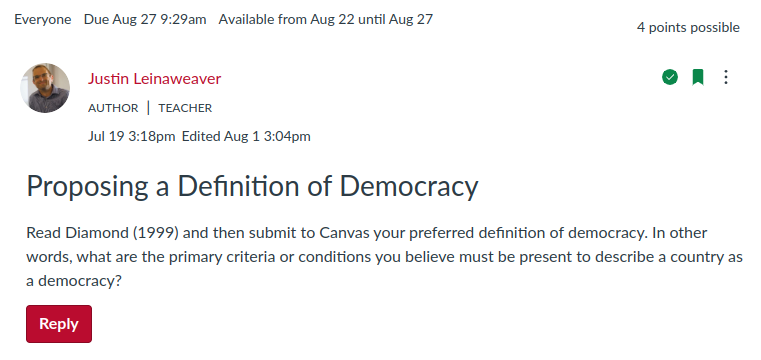 Everyone Due Aug 27 9:29am Available from Aug 22 until Aug 27
4 points possible
Justin Leinaweaver
AUTHOR | TEACHER
Jul 19 3:18pm Edited Aug 1 3:04pm
Proposing a Definition of Democracy
Read Diamond (1999) and then submit to Canvas your preferred definition of democracy. In other
words, what are the primary criteria or conditions you believe must be present to describe a country as
a democracy?
Reply